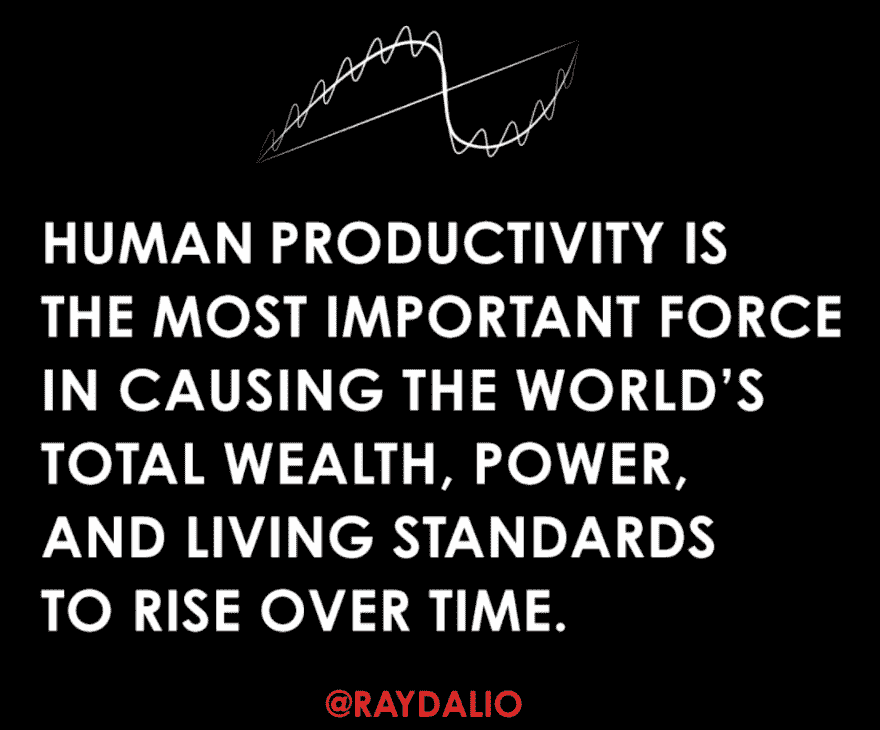 HUMAN PRODUCTIVITY IS
THE MOST IMPORTANT FORCE
IN CAUSING THE WORLD’S
TOTAL WEALTH, POWER,
AND LIVING STANDARDS
TO RISE OVER TIME.
@RAYDALIO